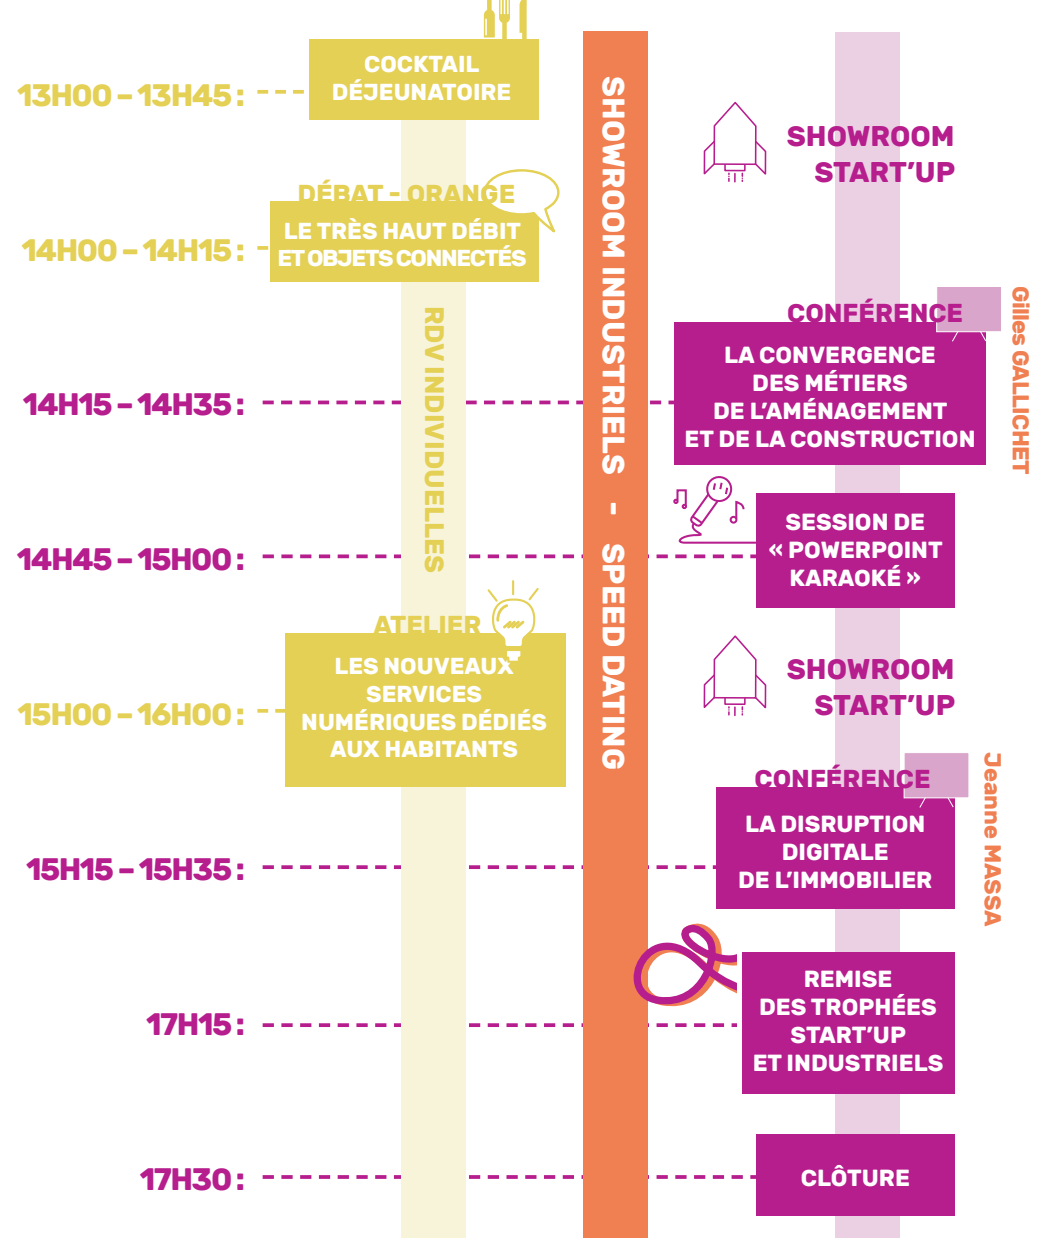 13H00 – 13H45 :
COCKTAIL
DÉJEUNATOIRE
SHOWROOM
START’UP
DÉBAT - ORANGE
14H00 – 14H15 :
LE TRÈS HAUT DÉBIT
ET OBJETS CONNECTÉS
SHOWROOM INDUSTRIELS - SPEED DATING
RDV INDIVIDUELLES
CONFÉRENCE
14H15 – 14H35 :
LA CONVERGENCE
DES MÉTIERS
DE L’AMÉNAGEMENT
ET DE LA CONSTRUCTION
Gilles GALLICHET
14H45 – 15H00 :
SESSION DE
« POWERPOINT
KARAOKÉ »
ATELIER
15H00 – 16H00 :
LES NOUVEAUX
SERVICES
NUMÉRIQUES DÉDIÉS
AUX HABITANTS
SHOWROOM
START’UP
CONFÉRENCE
15H15 – 15H35 :
LA DISRUPTION
DIGITALE
DE L’IMMOBILIER
Jeanne MASSA
17H15 :
REMISE
DES TROPHÉES
START’UP
ET INDUSTRIELS
17H30 :
CLÔTURE